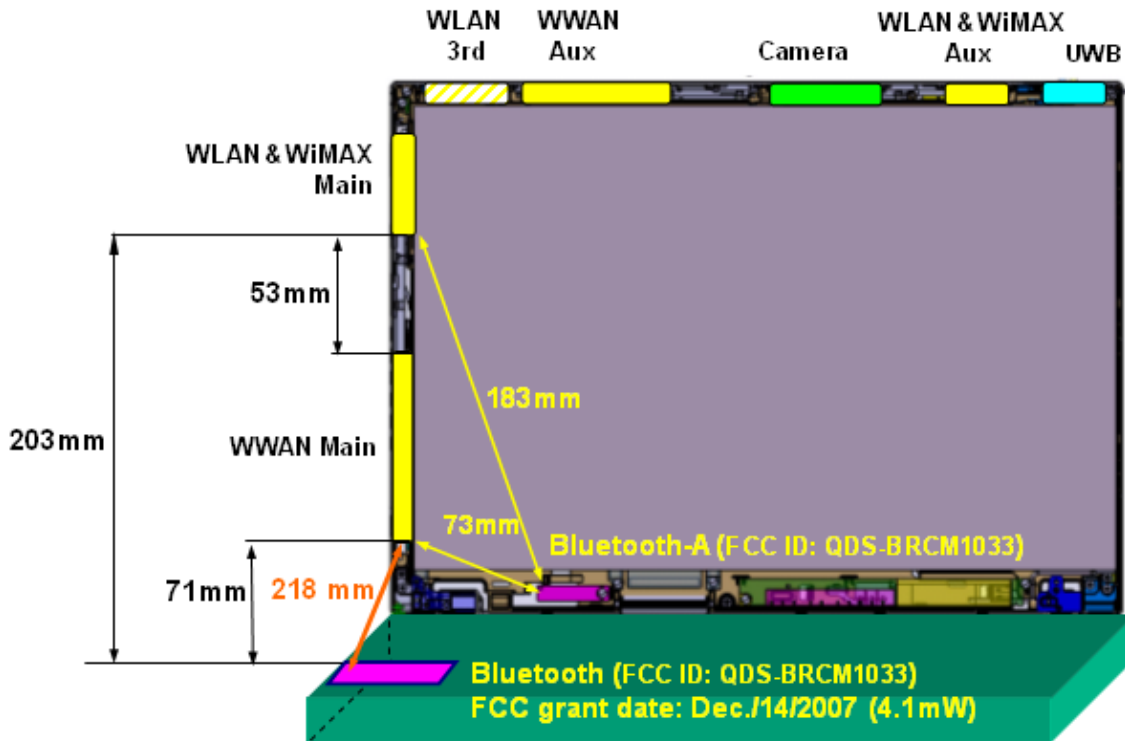 WLAN
3rd
WWAN
Aux
Camera
WLAN & WiMAX
Aux
UWB
WLAN & WiMAX
Main
53mm
183mm
203mm
WWAN Main
73mm
Bluetooth-A (FCC ID: QDS-BRCM1033)
71mm
218 mm
Bluetooth (FCC ID: QDS-BRCM1033)
FCC grant date: Dec./14/2007 (4.1mW)